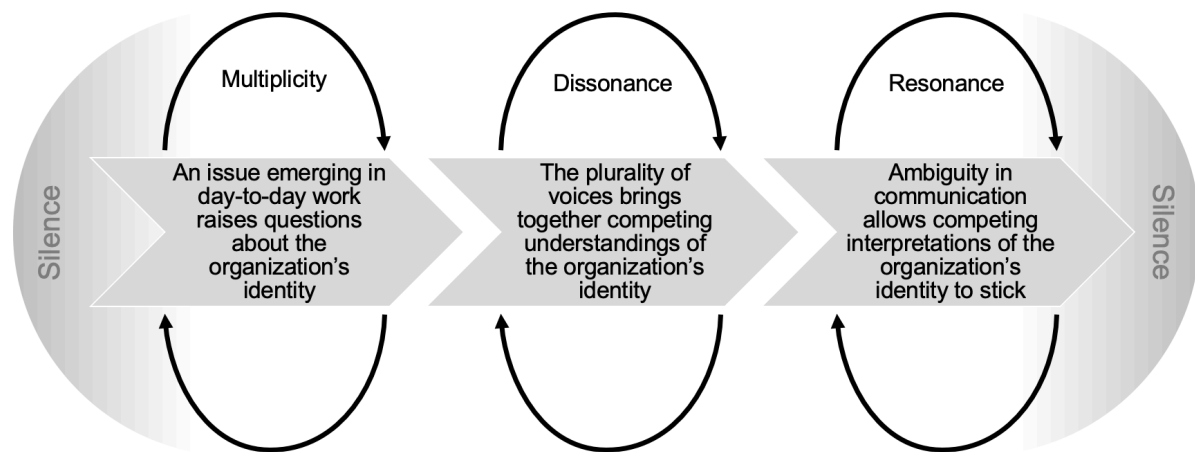 Silence
Multiplicity
An issue emerging in
day-to-day work
raises questions
about the
organization's
identity
Dissonance
The plurality of
voices brings
together competing
understandings of
the organization's
identity
Resonance
Ambiguity in
communication
allows competing
interpretations of the
organization's
identity to stick
Silence